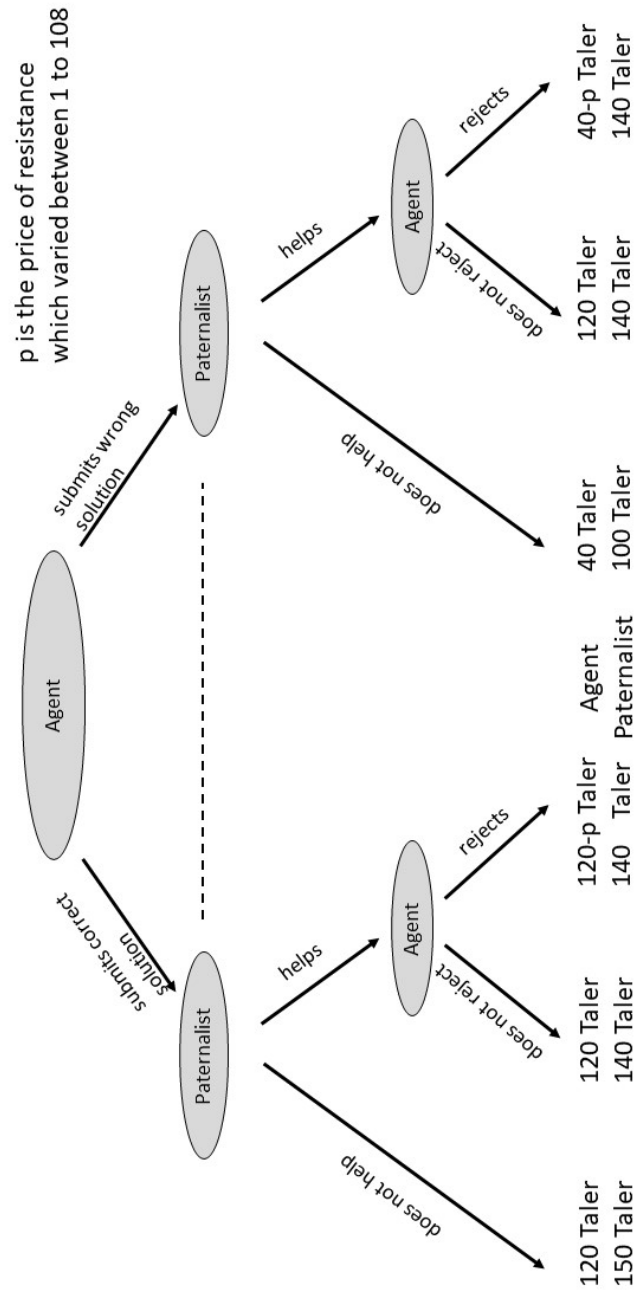 p is the price of resistance
which varied between 1 to 108
Agent
submits correct
solution
submits wrong
solution
Paternalist
Paternalist
does not help
helps
does not help
helps
Agent
Agent
does not reject
rejects
does not reject
rejects
120 Taler
150 Taler
120 Taler
140 Taler
120-p Taler
140 Taler
Agent
Paternalist
40 Taler
100 Taler
120 Taler
140 Taler
40-p Taler
140 Taler